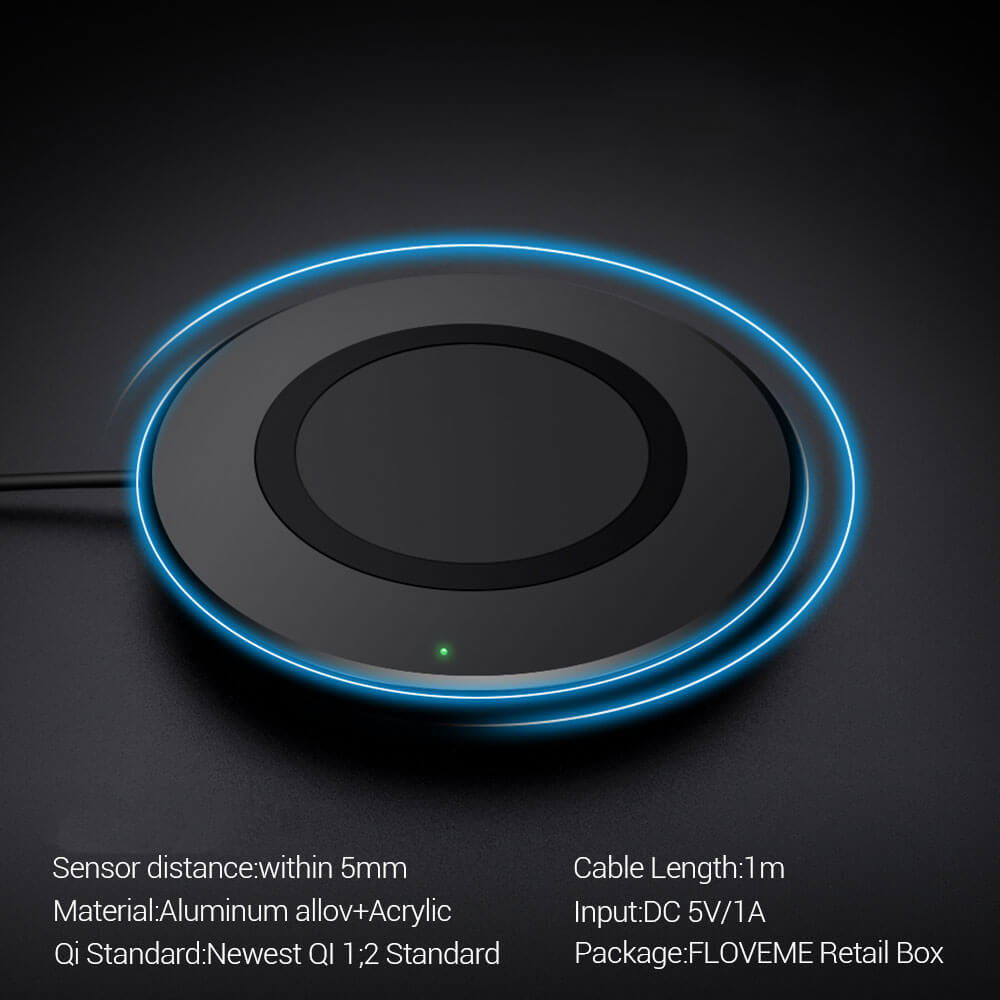 Sensor distance:within 5mm
Material:Aluminum allov+Acrylic
Qi Standard:Newest QI 1;2 Standard
Cable Length:1m
Input:DC 5V/1A
Package:FLOVEME Retail Box